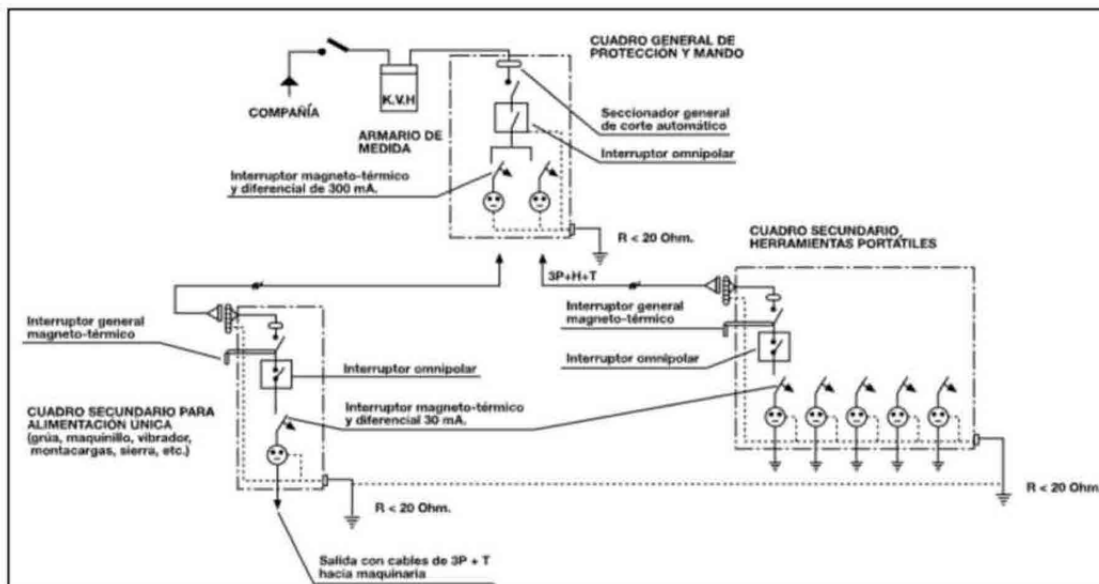 CUADRO GENERAL DE
PROTECCIÓN Y MANDO
COMPAÑÍA
K.V.H
ARMARIO DE
MEDIDA
Seccionador general
de corte automático
Interruptor omnipolar
Interruptor magneto-térmico
y diferencial de 300 mA.
R < 20 Ohm.
CUADRO SECUNDARIO,
HERRAMIENTAS PORTÁTILES
3P+H+T
Interruptor general
magneto-térmico
Interruptor general
magneto-térmico
Interruptor omnipolar
Interruptor omnipolar
CUADRO SECUNDARIO PARA
ALIMENTACIÓN ÚNICA
(grúa, maquinillo, vibrador,
montacargas, sierra, etc.)
Interruptor magneto-térmico
y diferencial 30 mA.
R < 20 Ohm.
R < 20 Ohm.
Salida con cables de 3P + T
hacia maquinaria